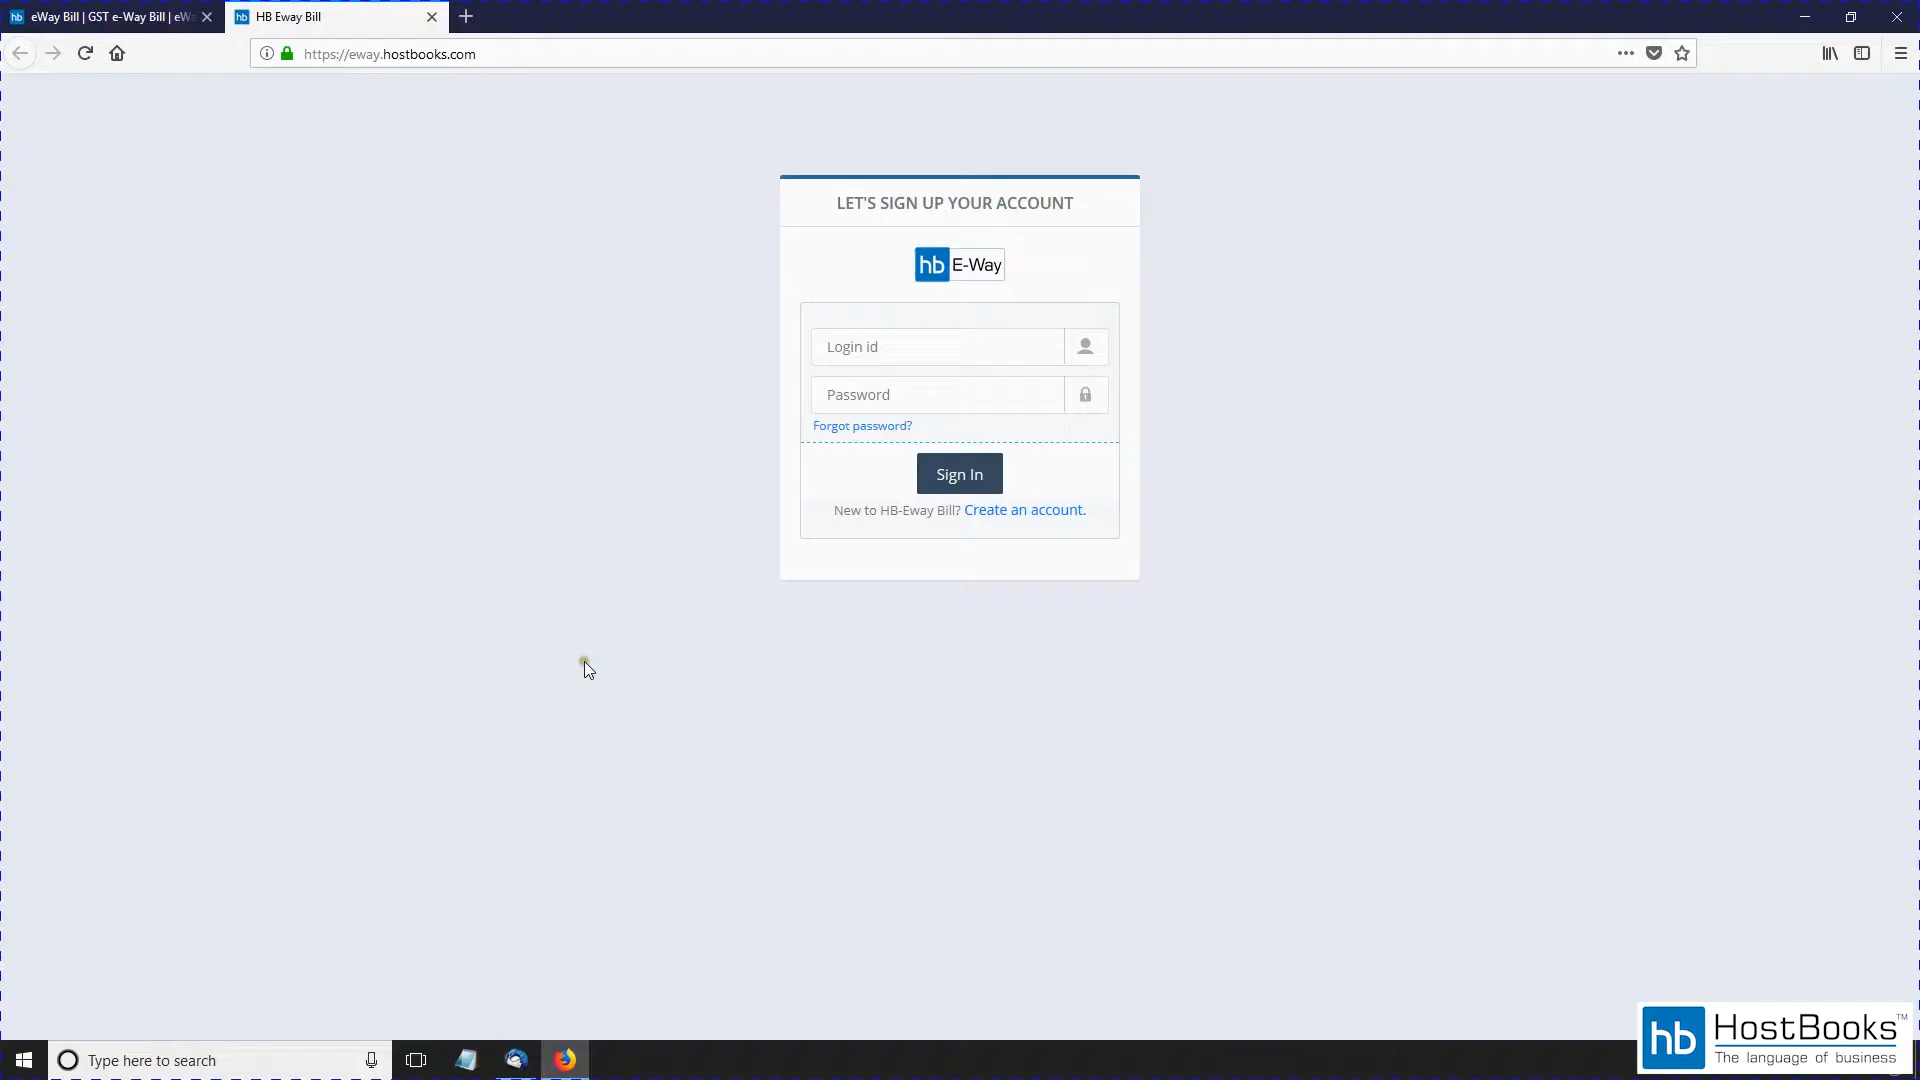 eWay Bill | GST e-Way Bill | eWa
HB Eway Bill
https://eway.hostbooks.com
LET'S SIGN UP YOUR ACCOUNT
hb E-Way
Login id
Password
Forgot password?
Sign In
New to HB-Eway Bill? Create an account.
hb HostBooks™
The language of business
Type here to search